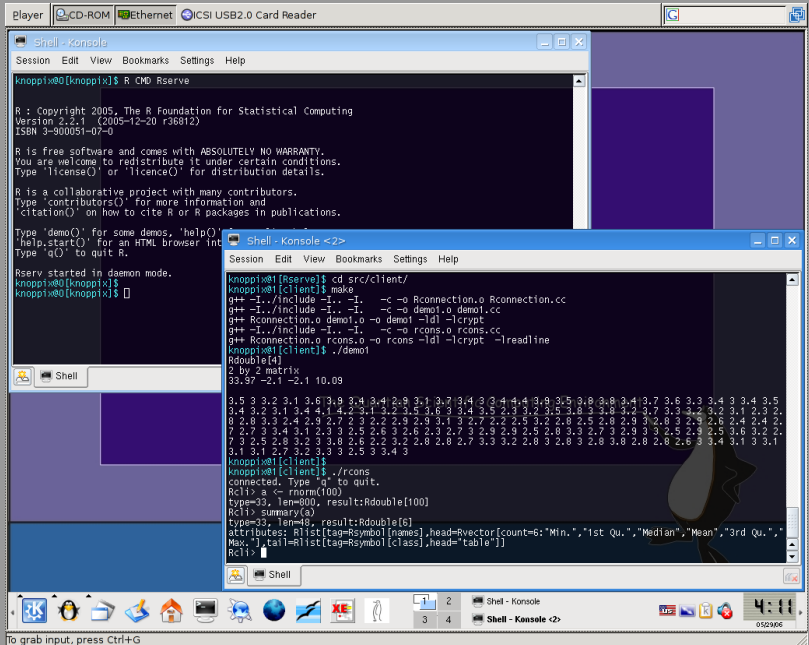 Player CD-ROM Ethernet ICSI USB2.0 Card Reader
Shell - Konsole
Session Edit View Bookmarks Settings Help
knoppix@0[knoppix]$ R CMD Rserve
R : Copyright 2005, The R Foundation for Statistical Computing
Version 2.2.1  (2005-12-20 r36812)
ISBN 3-900051-07-0
R is free software and comes with ABSOLUTELY NO WARRANTY.
You are welcome to redistribute it under certain conditions.
Type 'license()' or 'licence()' for distribution details.
R is a collaborative project with many contributors.
Type 'contributors()' for more information and
'citation()' on how to cite R or R packages in publications.
Type 'demo()' for some demos, 'help()'
'help.start()' for an HTML browser
Type 'q()' to quit R.
Rserv started in daemon mode.
knoppix@0[knoppix]$
knoppix@0[knoppix]$
Shell
Shell - Konsole <2>
Session Edit View Bookmarks Settings Help
knoppix@1[Rserve]$ cd src/client/
knoppix@1[client]$ make
g++ -I../include -I.. -I.   -c -o Rconnection.o Rconnection.cc
g++ -I../include -I.. -I.   -c -o demo1.o demo1.cc
g++ Rconnection.o demo1.o -o demo1 -ldl -lcrypt
g++ -I../include -I.. -I.   -c -o rcons.o rcons.cc
g++ Rconnection.o rcons.o -o rcons -ldl -lcrypt  -lreadline
knoppix@1[client]$ ./demo1
Rdouble[4]
2 by 2 matrix
33.97 -2.1 -2.1 10.09
knoppix@1[client]$
knoppix@1[client]$ ./rcons
connected. Type "q" to quit.
Rcli> a <- rnorm(100)
type=33, len=800, result:Rdouble[100]
Rcli> summary(a)
type=33, len=48, result:Rdouble[6]
attributes: Rlist[tag=Rsymbol[names],head=Rvector[count=6:"Min.","1st Qu.","Median","Mean","3rd Qu.","
Max."],tail=Rlist[tag=Rsymbol[class],head="table"]]
Rcli>
Shell
1 2
3 4
Shell - Konsole
Shell - Konsole <2>
4:11
05/29/06
To grab input, press Ctrl+G